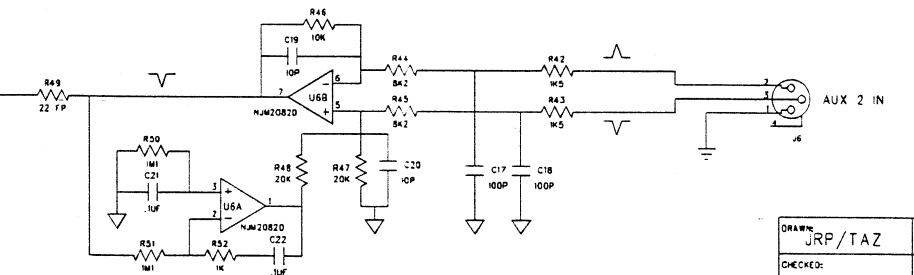 R46
10K
C19
10P
R49
22 FP
7
U6B
6
5
NJM2082D
R44
8K2
R45
8K2
R42
1K5
R43
1K5
2
3
1
4
J6
AUX 2 IN
R50
1M1
C21
.1UF
3
2
U6A
1
NJM2082D
R48
20K
R47
20K
C20
10P
C17
100P
C18
100P
R51
1M1
R52
1K
C22
.1UF
DRAWN:
JRP/TAZ
CHECKED: